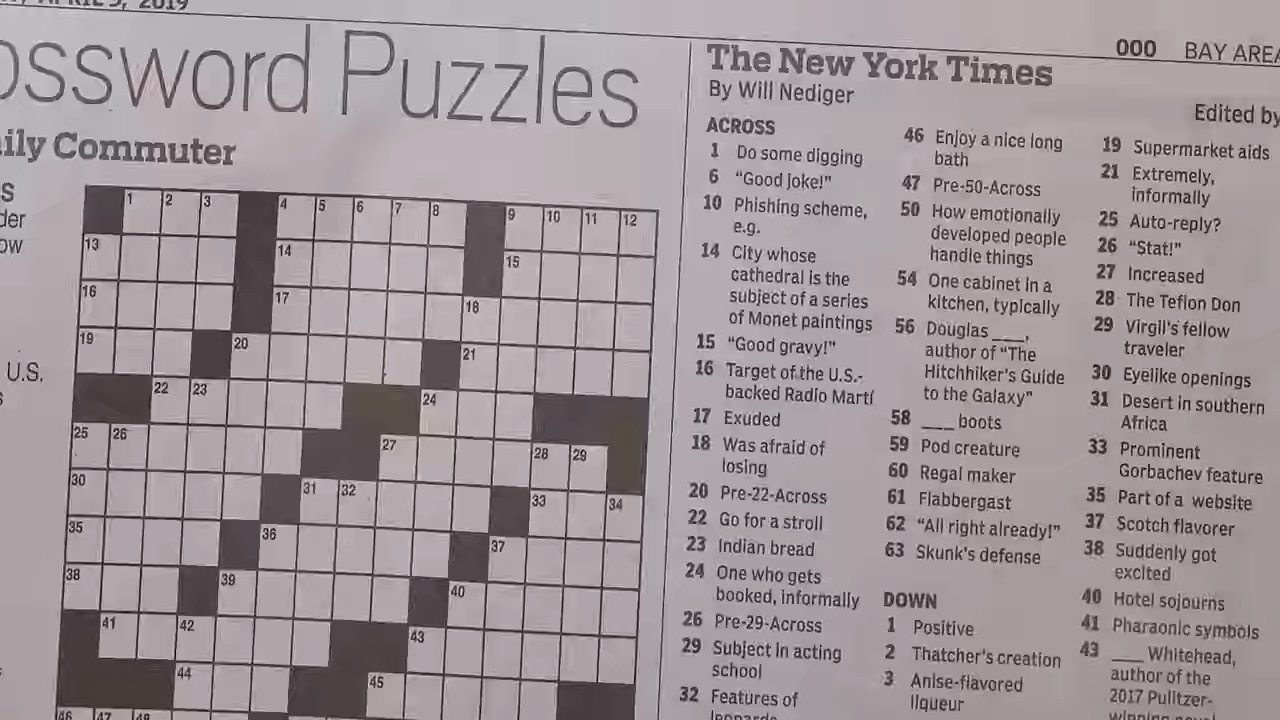 APRIL 5, 2019
000 BAY AREA
ossword Puzzles
ily Commuter
S
der
ow
U.S.
s
1 2 3 4 5 6 7 8 9 10 11 12
13 14 15
16 17 18
19 20 21
22 23 24
25 26 27 28 29
30 31 32 33 34
35 36 37
38 39 40
41 42 43
44 45
46 47 48
The New York Times
By Will Nediger
Edited by
ACROSS
1 Do some digging
6 “Good joke!”
10 Phishing scheme,
e.g.
14 City whose
cathedral is the
subject of a series
of Monet paintings
15 “Good gravy!”
16 Target of the U.S.-
backed Radio Martí
17 Exuded
18 Was afraid of
losing
20 Pre-22-Across
22 Go for a stroll
23 Indian bread
24 One who gets
booked, informally
26 Pre-29-Across
29 Subject in acting
school
32 Features of
leopards
46 Enjoy a nice long
bath
47 Pre-50-Across
50 How emotionally
developed people
handle things
54 One cabinet in a
kitchen, typically
56 Douglas ___,
author of “The
Hitchhiker's Guide
to the Galaxy”
58 ___ boots
59 Pod creature
60 Regal maker
61 Flabbergast
62 “All right already!”
63 Skunk's defense
DOWN
1 Positive
2 Thatcher's creation
3 Anise-flavored
liqueur
19 Supermarket aids
21 Extremely,
informally
25 Auto-reply?
26 “Stat!”
27 Increased
28 The Teflon Don
29 Virgil's fellow
traveler
30 Eyelike openings
31 Desert in southern
Africa
33 Prominent
Gorbachev feature
35 Part of a website
37 Scotch flavorer
38 Suddenly got
excited
40 Hotel sojourns
41 Pharaonic symbols
43 ___ Whitehead,
author of the
2017 Pulitzer-
winning novel